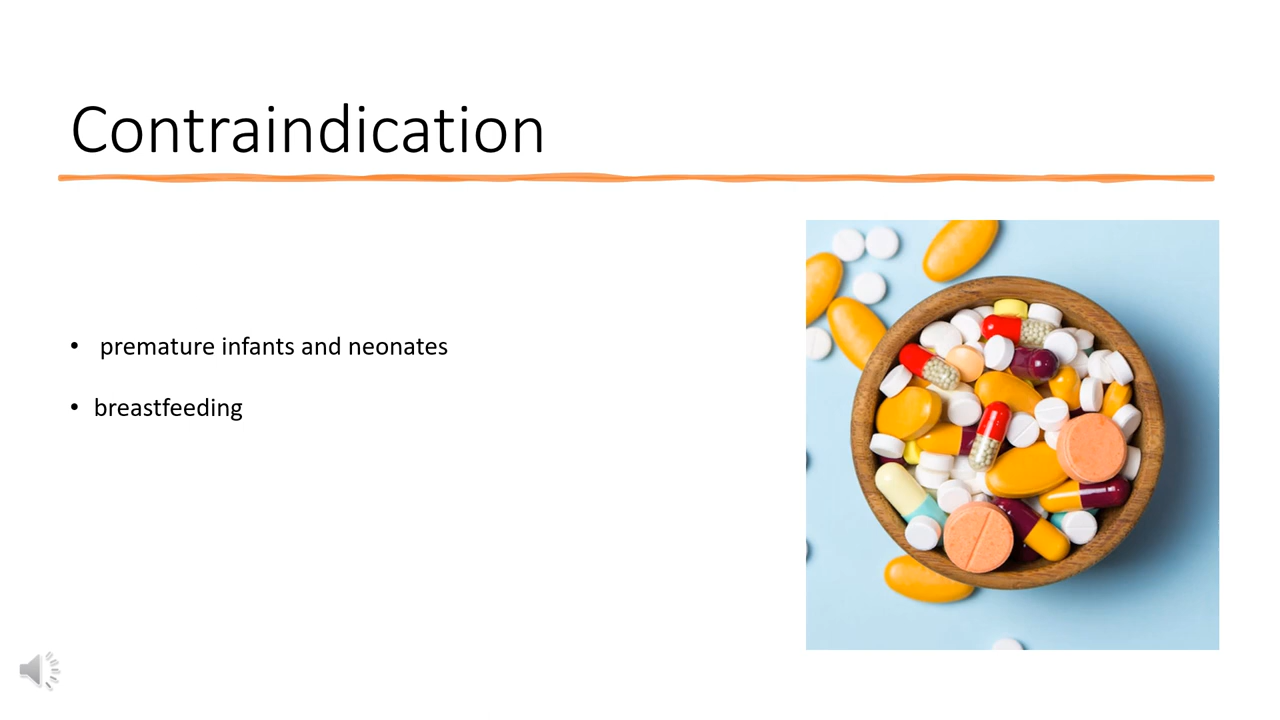 Contraindication
• premature infants and neonates
• breastfeeding